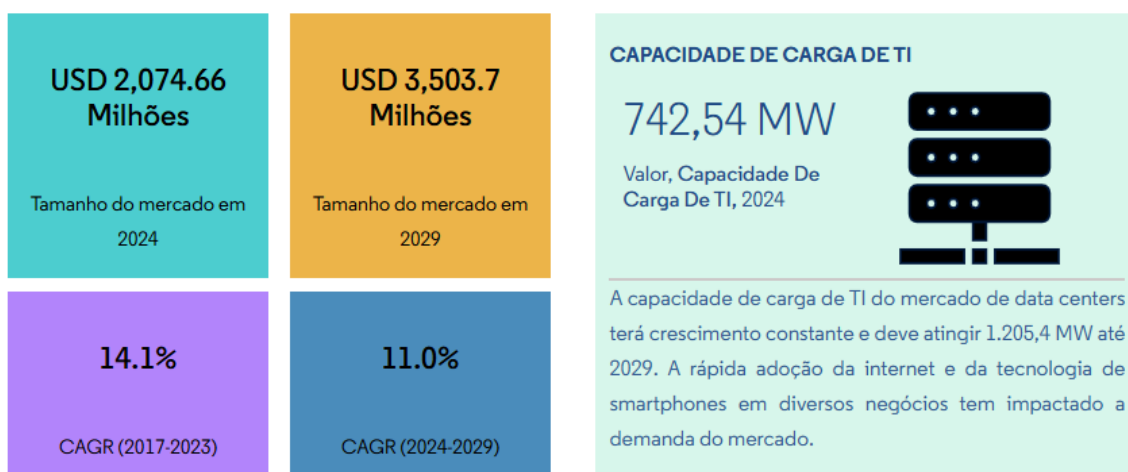 USD 2,074.66
Milhões
Tamanho do mercado em
2024
USD 3,503.7
Milhões
Tamanho do mercado em
2029
14.1%
CAGR (2017-2023)
11.0%
CAGR (2024-2029)
CAPACIDADE DE CARGA DE TI
742,54 MW
Valor, Capacidade De
Carga De TI, 2024
A capacidade de carga de TI do mercado de data centers
terá crescimento constante e deve atingir 1.205,4 MW até
2029. A rápida adoção da internet e da tecnologia de
smartphones em diversos negócios tem impactado a
demanda do mercado.